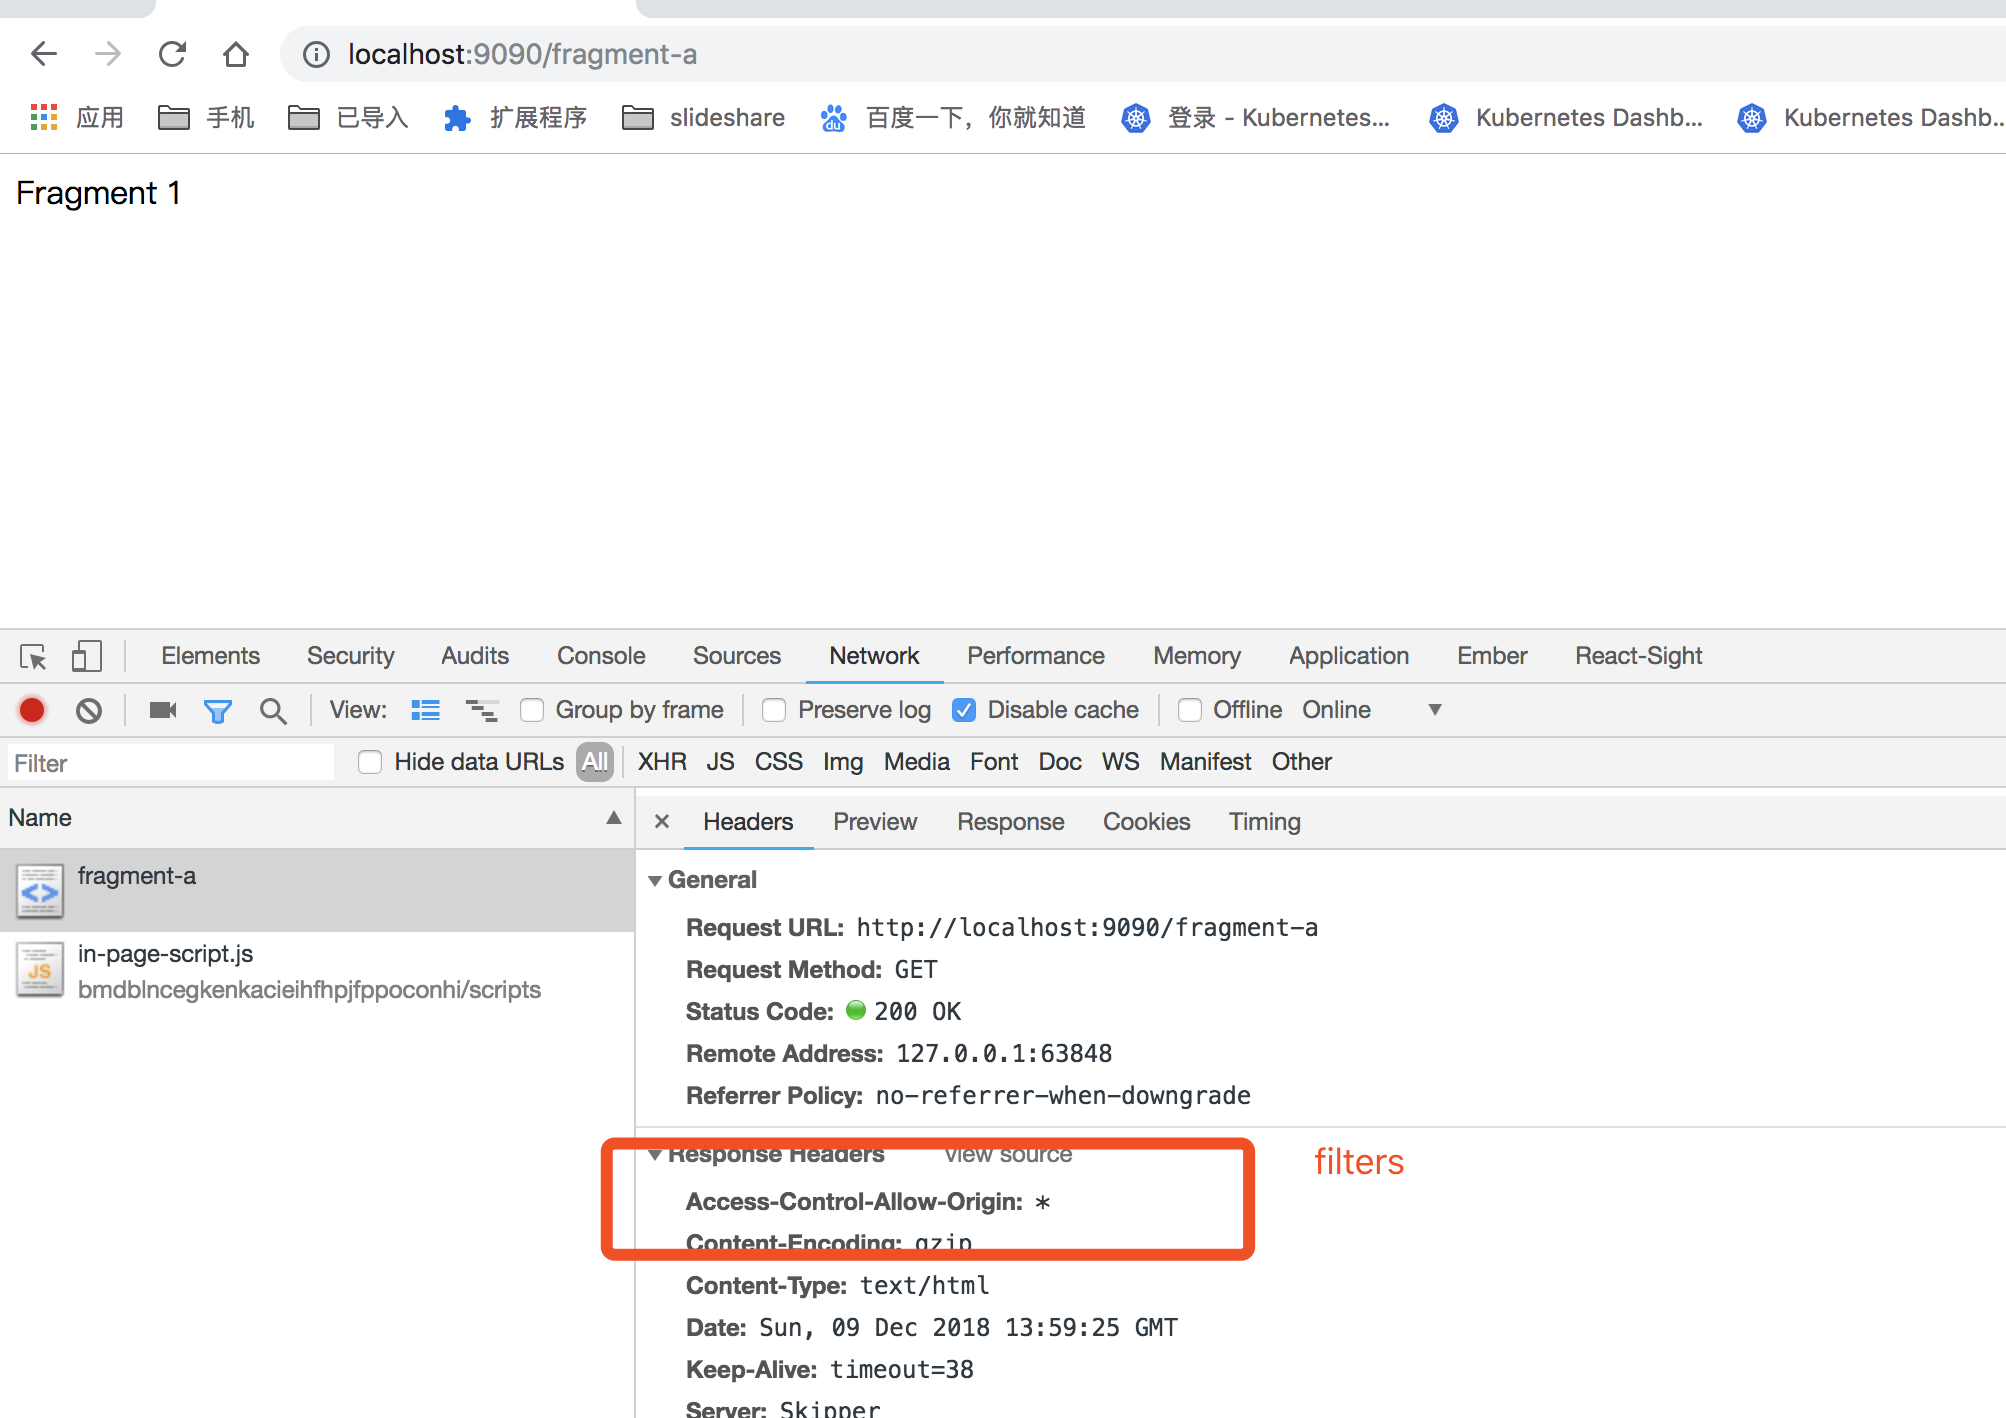 localhost:9090/fragment-a
应用 手机 已导入 扩展程序 slideshare 百度一下，你就知道 登录 - Kubernetes... Kubernetes Dashb... Kubernetes Dashb...
Fragment 1
Elements Security Audits Console Sources Network Performance Memory Application Ember React-Sight
View: Group by frame Preserve log Disable cache Offline Online
Filter Hide data URLs All XHR JS CSS Img Media Font Doc WS Manifest Other
Name
Headers Preview Response Cookies Timing
fragment-a
in-page-script.js
bmdblncegkenkacieihfhpjfppoconhi/scripts
General
Request URL: http://localhost:9090/fragment-a
Request Method: GET
Status Code: 200 OK
Remote Address: 127.0.0.1:63848
Referrer Policy: no-referrer-when-downgrade
Response Headers view source
filters
Access-Control-Allow-Origin: *
Content-Encoding: gzip
Content-Type: text/html
Date: Sun, 09 Dec 2018 13:59:25 GMT
Keep-Alive: timeout=38
Server: Skipper